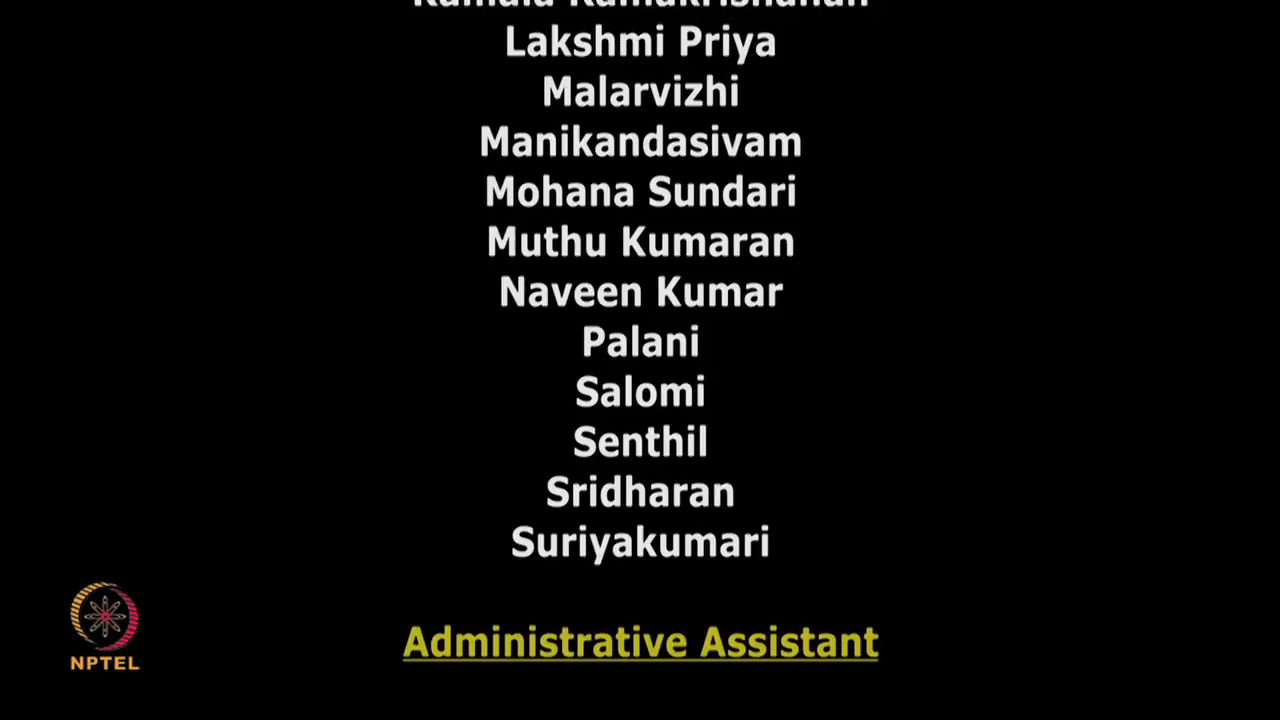 Lakshmi Priya
Malarvizhi
Manikandasivam
Mohana Sundari
Muthu Kumaran
Naveen Kumar
Palani
Salomi
Senthil
Sridharan
Suriyakumari
Administrative Assistant
NPTEL